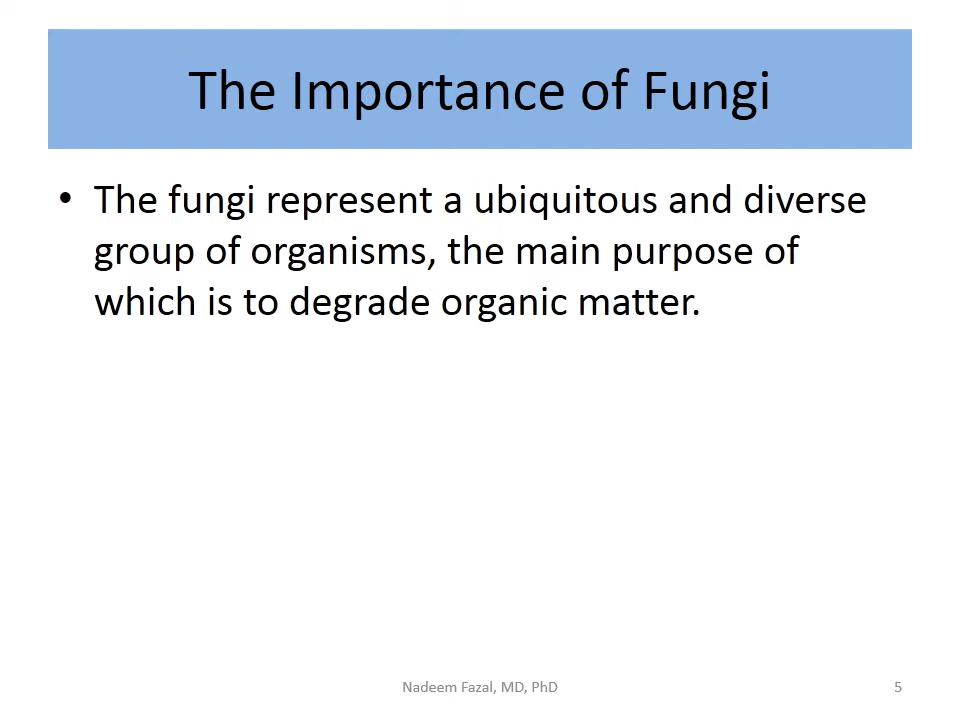 The Importance of Fungi
• The fungi represent a ubiquitous and diverse
group of organisms, the main purpose of
which is to degrade organic matter.
Nadeem Fazal, MD, PhD
5